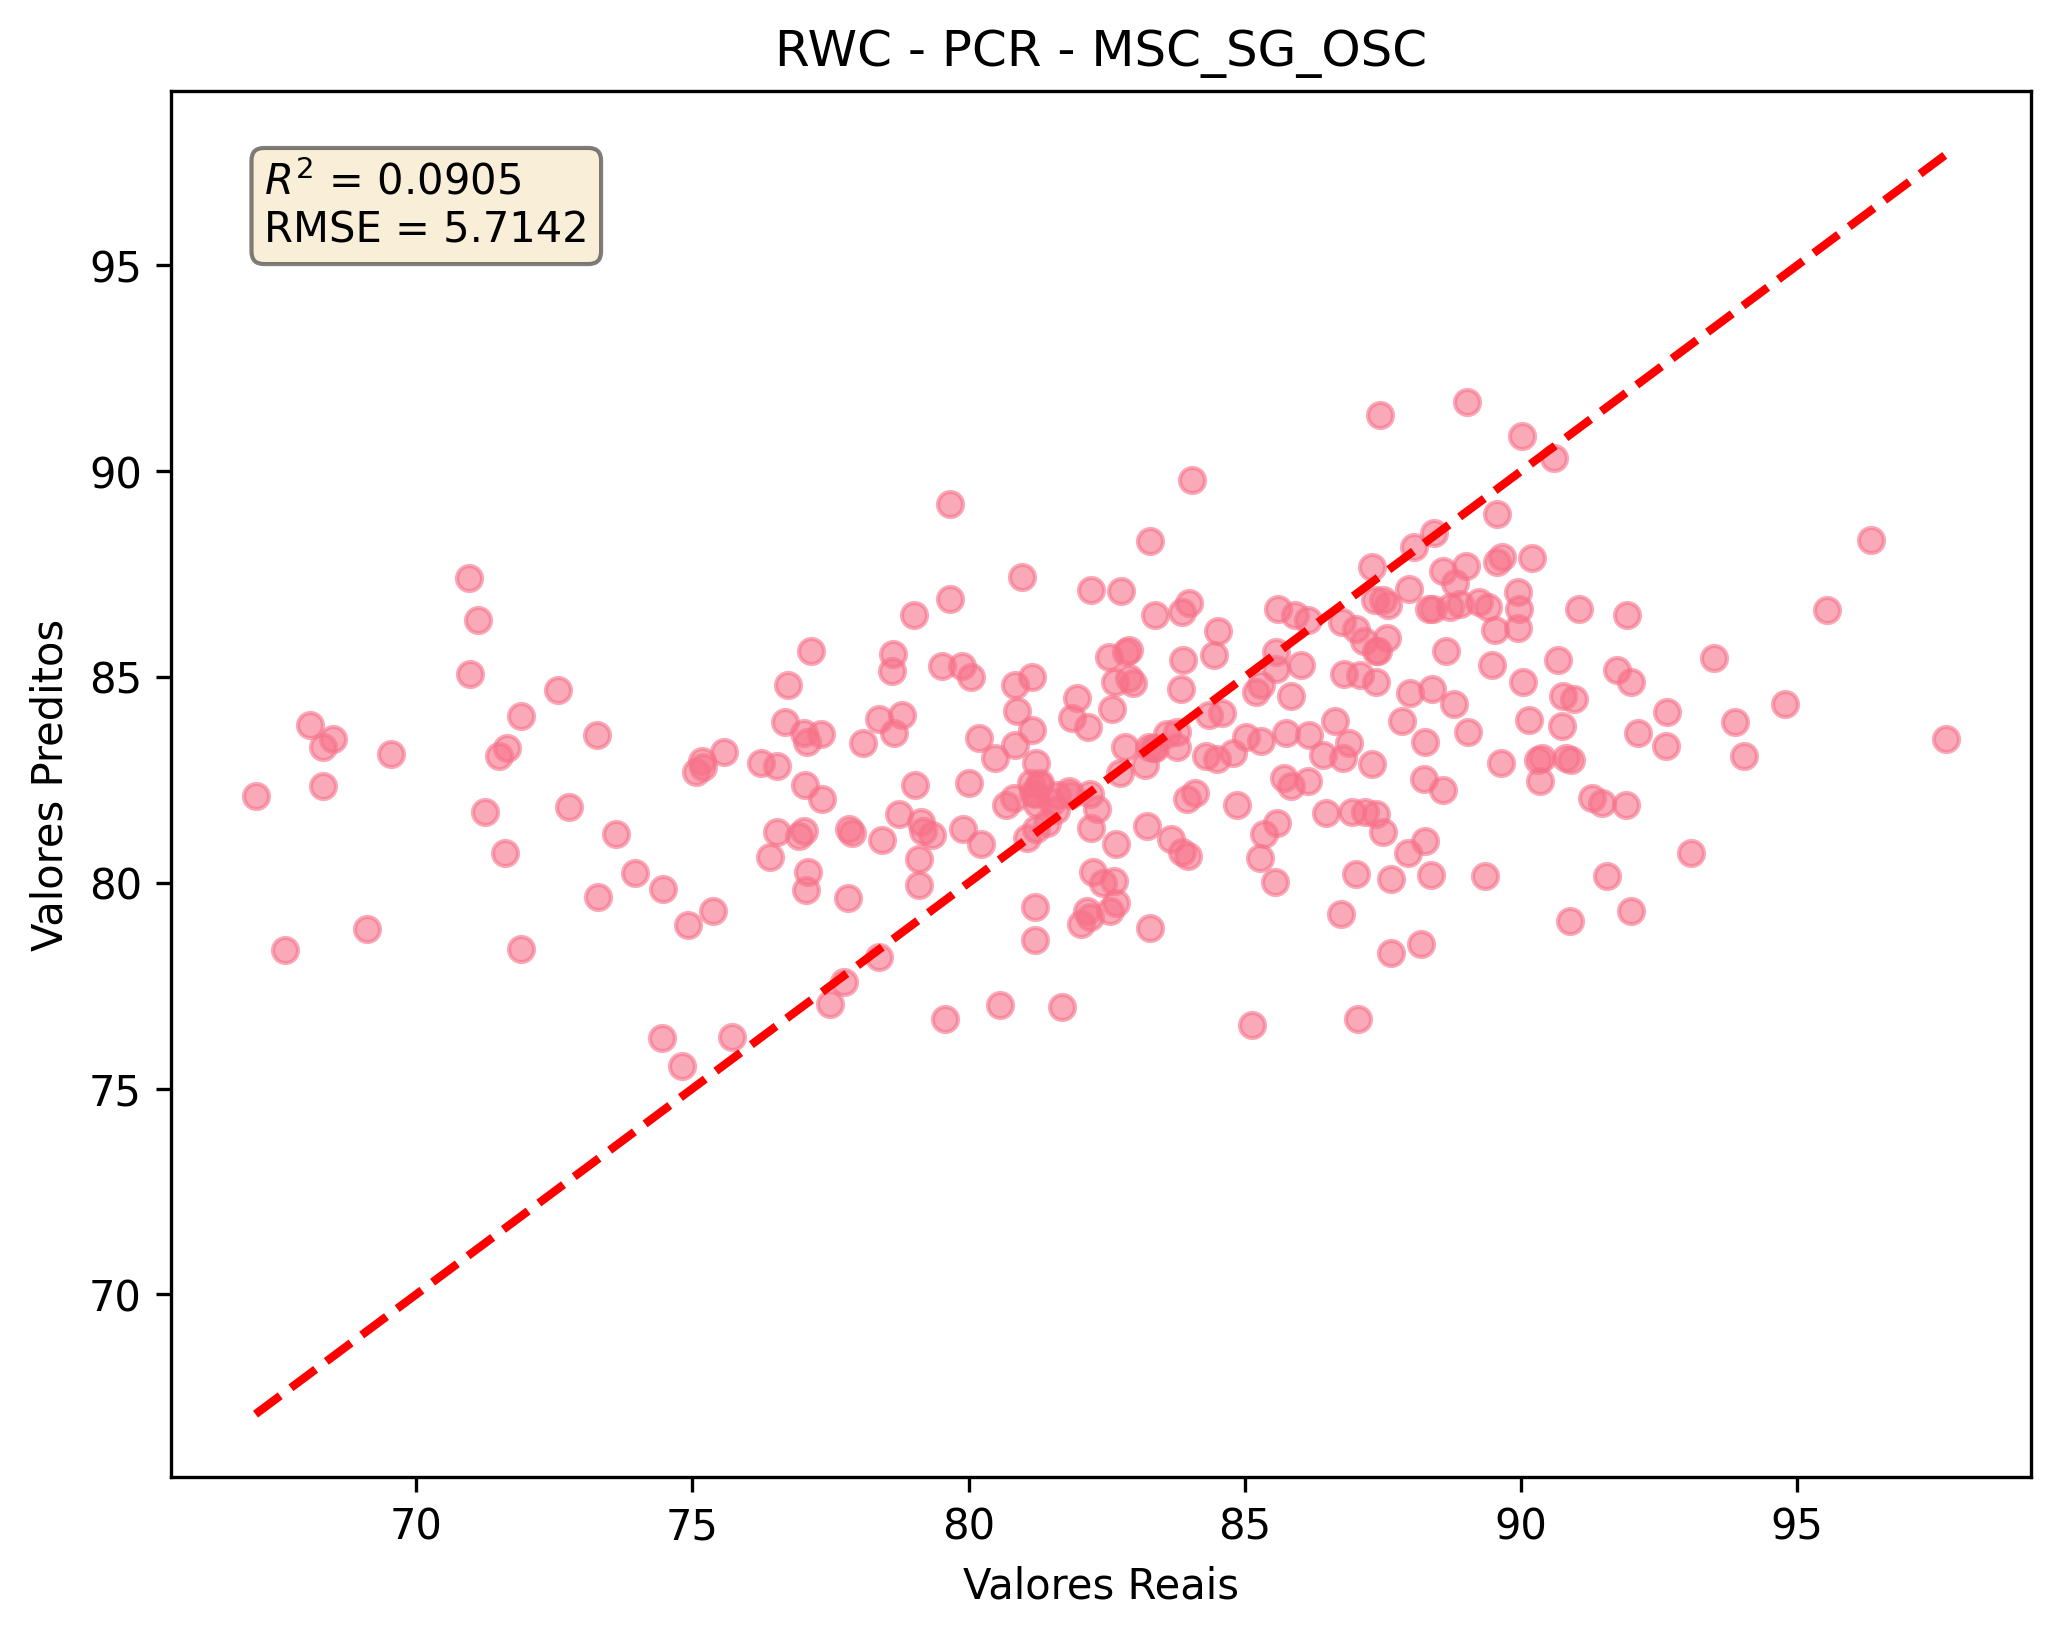 RWC - PCR - MSC_SG_OSC
R² = 0.0905
RMSE = 5.7142
Valores Preditos
95
90
85
80
75
70
70 75 80 85 90 95
Valores Reais